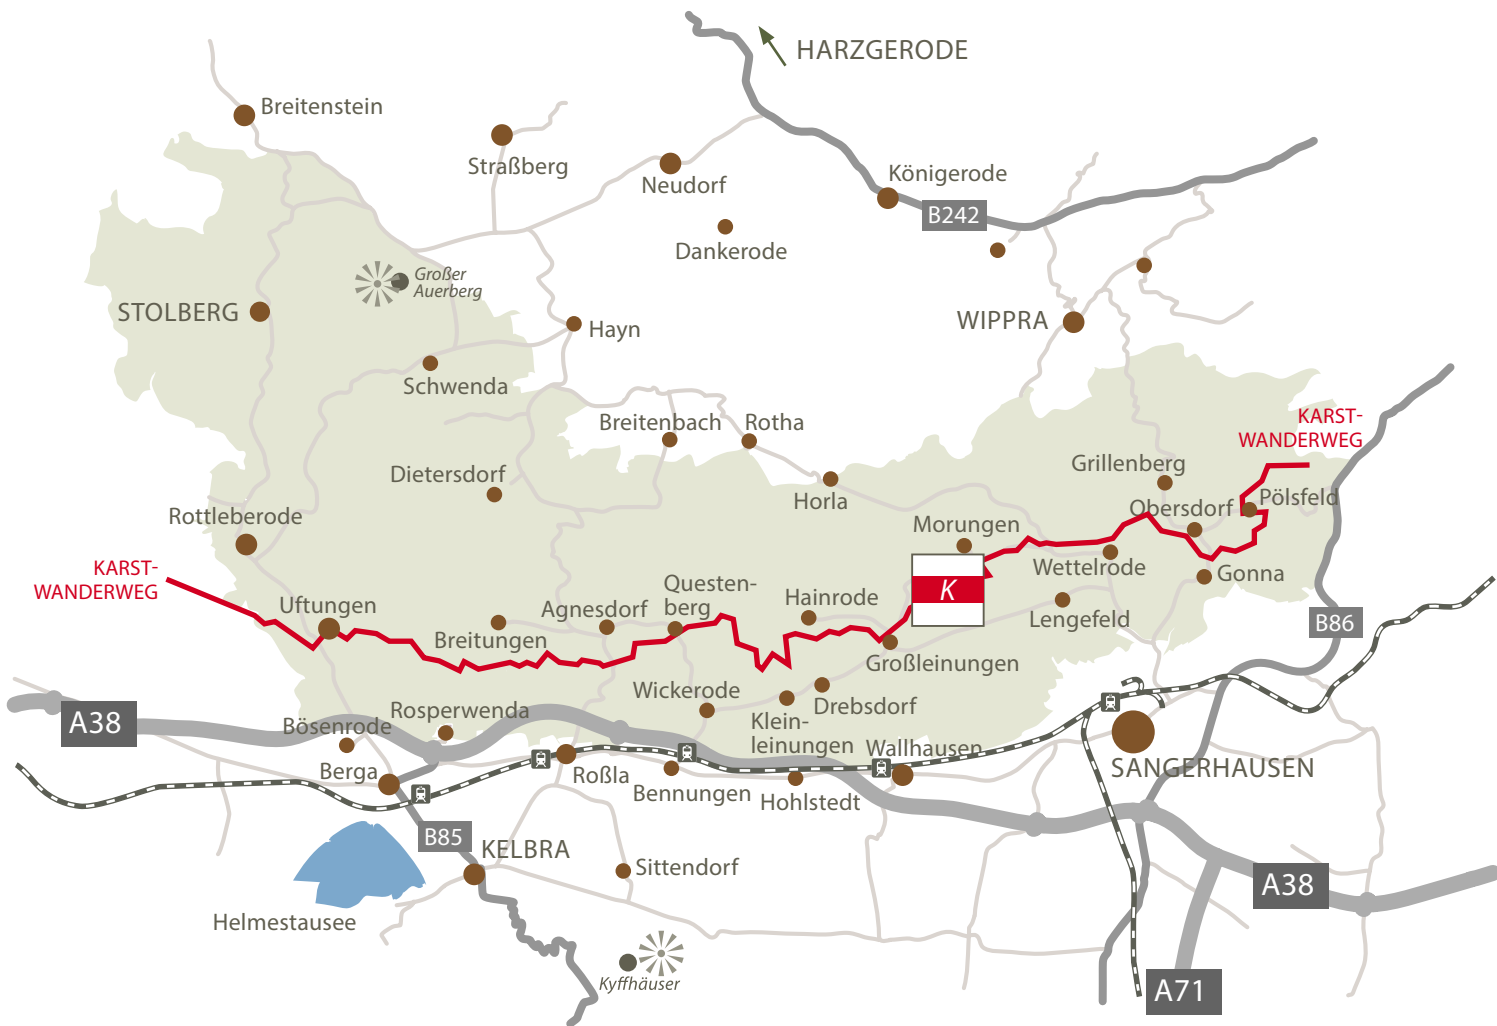 HARZGERODE
Breitenstein
Straßberg
Neudorf
Königerode
B242
Dankerode
Großer
Auerberg
STOLBERG
Hayn
WIPPRA
Schwenda
Breitenbach
Rotha
KARST-
WANDERWEG
Dietersdorf
Grillenberg
Horla
Obersdorf
Pölsfeld
Rottleberode
Morungen
KARST-
WANDERWEG
Wettelrode
Gonna
K
Uftungen
Agnesdorf
Questen-
berg
Hainrode
Lengefeld
B86
Breitungen
Großleinungen
Wickerode
Drebsdorf
Klein-
leinungen
A38
Bösenrode
Rosperwenda
Wallhausen
Berga
Roßla
Bennungen
Hohlstedt
SANGERHAUSEN
B85
KELBRA
Sittendorf
A38
Helmestausee
Kyffhäuser
A71